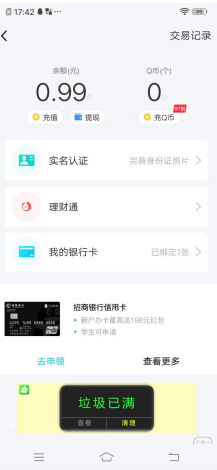 17:42
交易记录
余额(元) Q币(个)
0.99 0
充值 提现 充Q币
实名认证 完善身份证照片
理财通
我的银行卡 已绑定1张
招商银行信用卡
新户办卡最高送198元红包
学生可申请
去申领 查看更多
垃圾已满
查看 清理